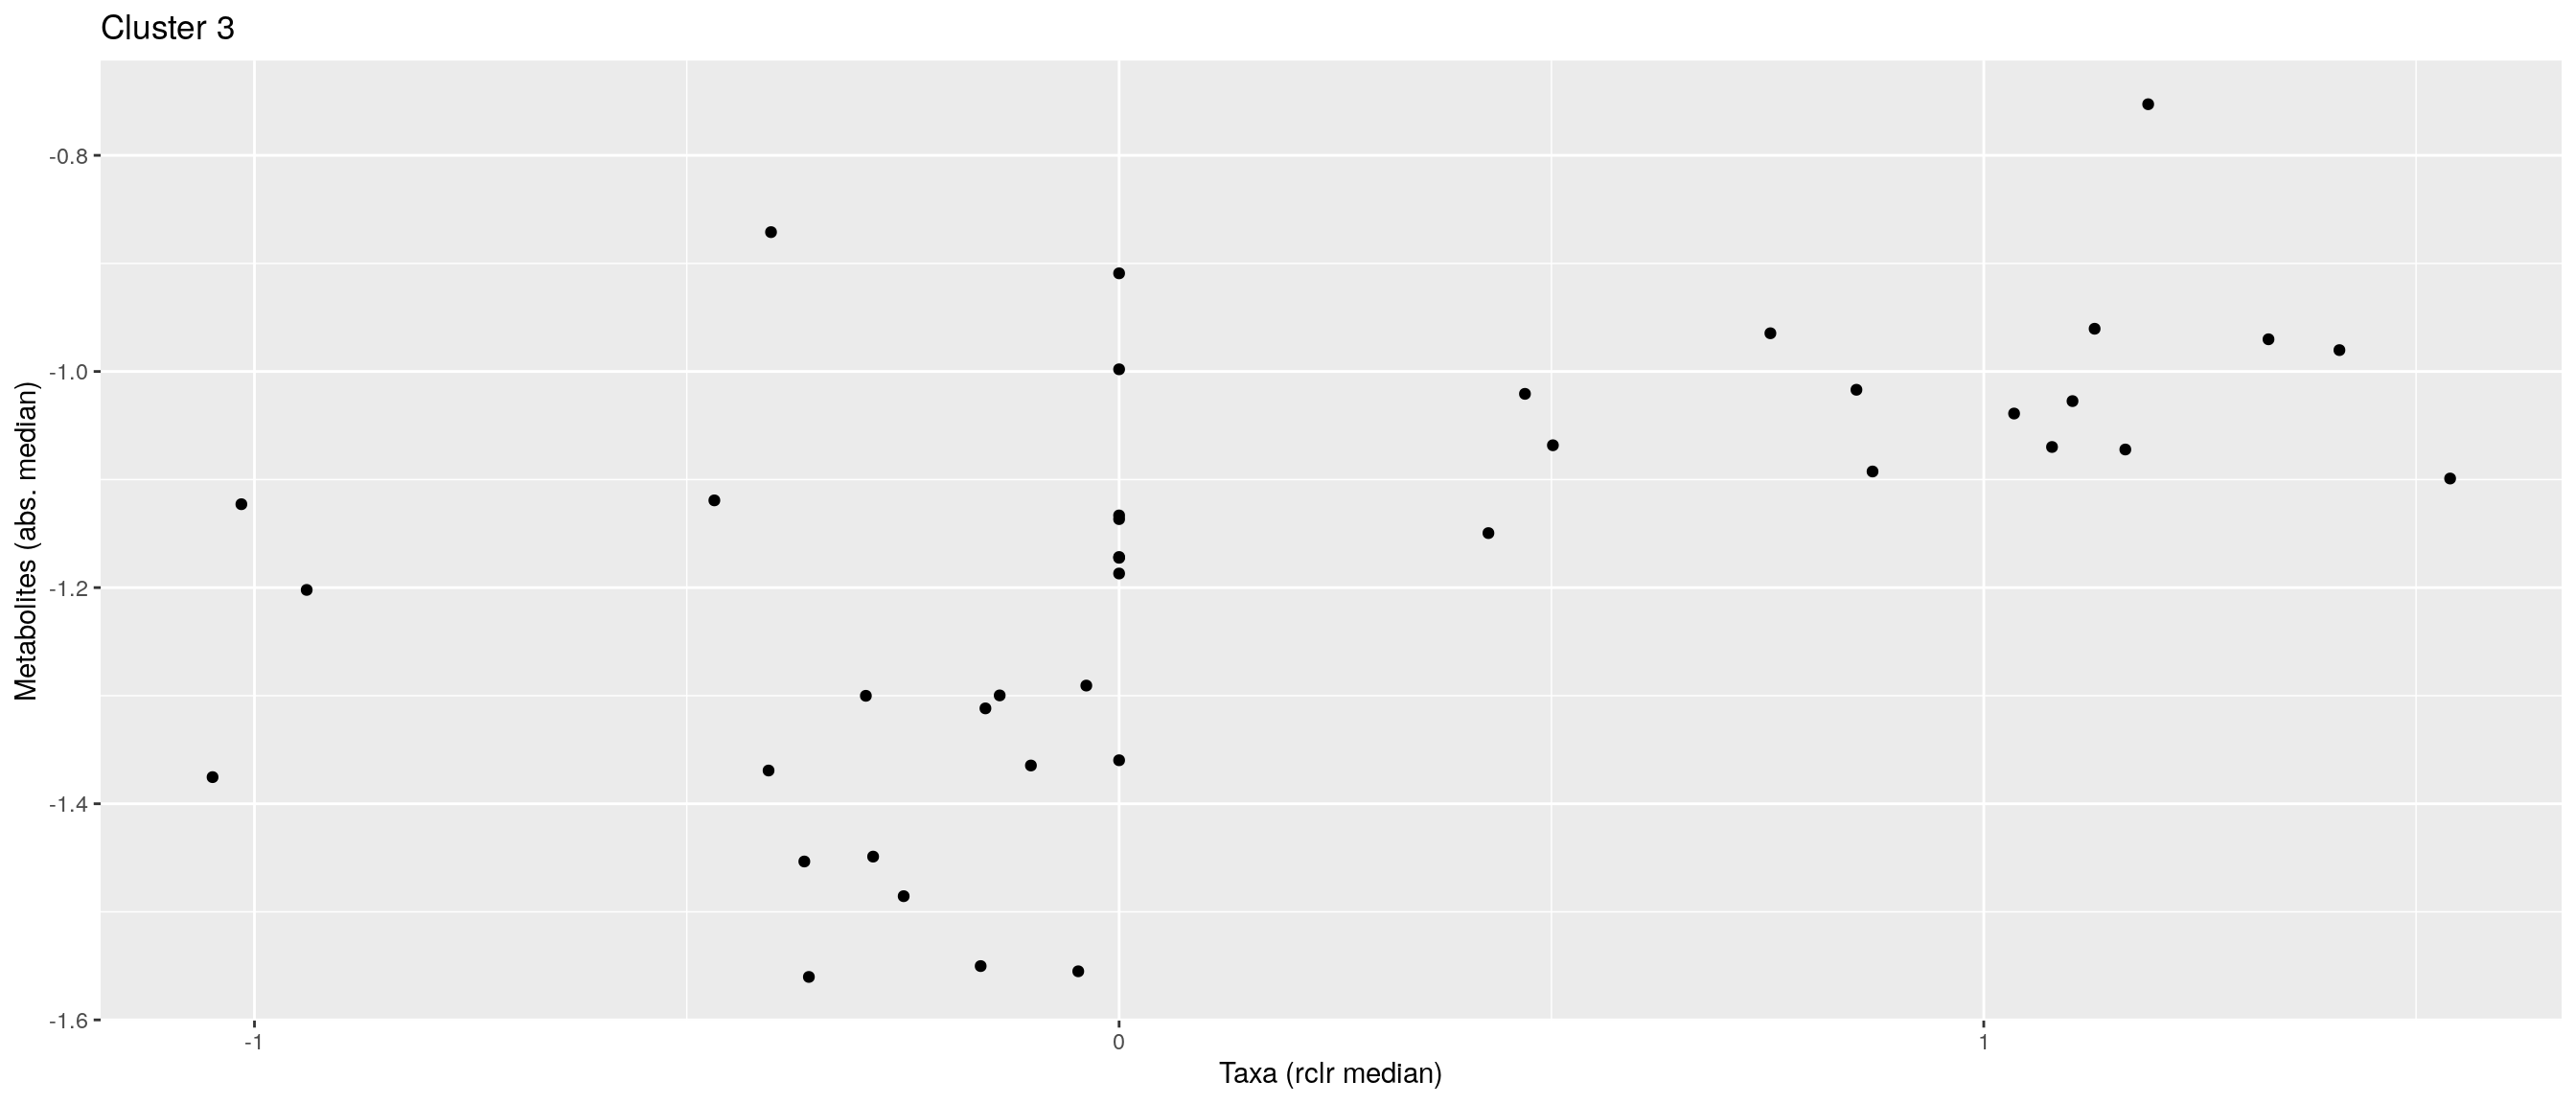 Cluster 3
Metabolites (abs. median)
-0.8
-1.0
-1.2
-1.4
-1.6
-1
0
1
Taxa (rclr median)